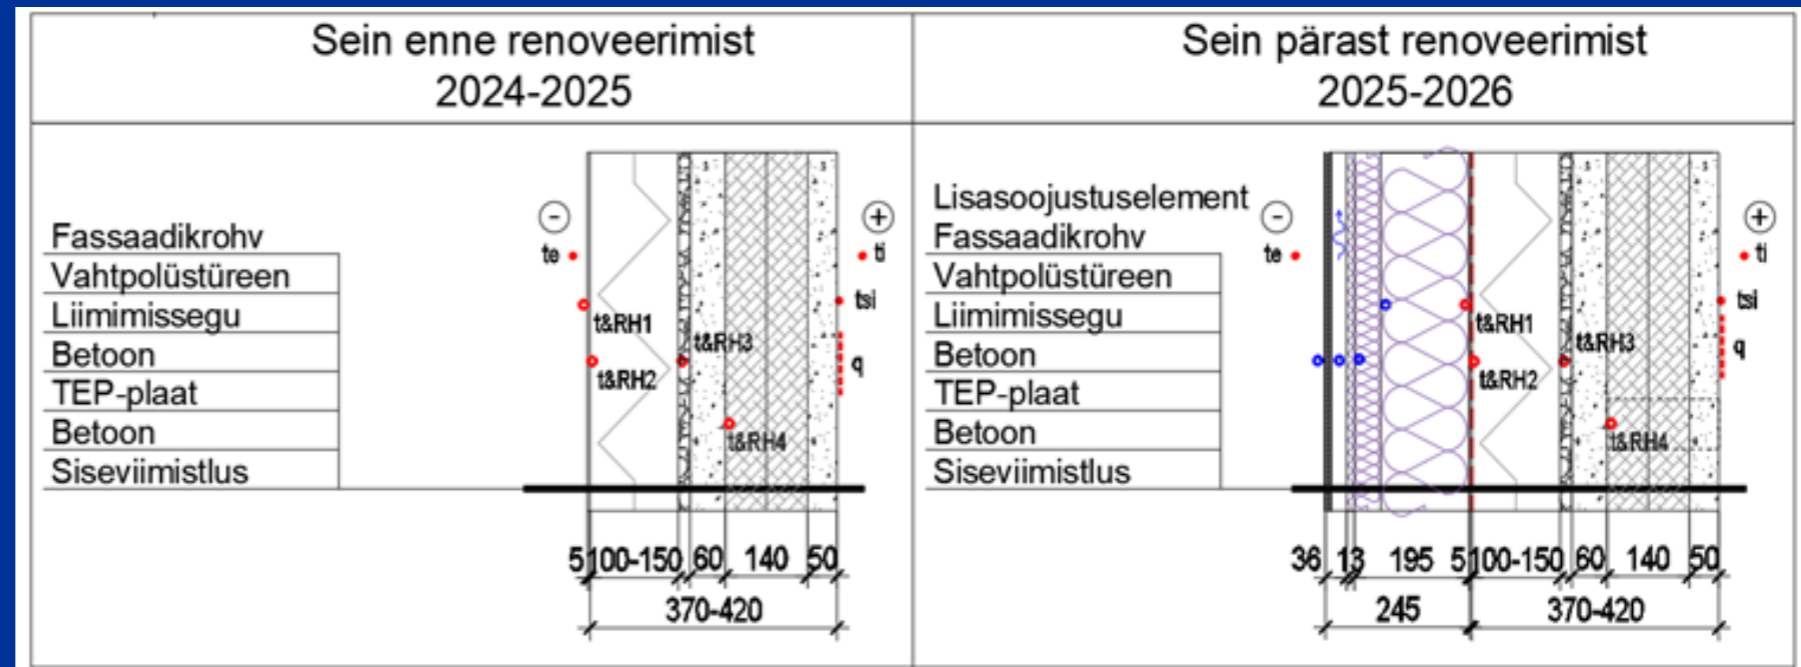 Sein enne renoveerimist
2024-2025
Fassaadikrohv
Vahtpolüstüreen
Liimimissegu
Betoon
TEP-plaat
Betoon
Siseviimistlus
-
+
te
ti
tsi
t&RH1
t&RH3
q
t&RH2
t&RH4
5 100-150 60 140 50
370-420
Sein pärast renoveerimist
2025-2026
Lisasoojustuselement
Fassaadikrohv
Vahtpolüstüreen
Liimimissegu
Betoon
TEP-plaat
Betoon
Siseviimistlus
-
+
te
ti
tsi
t&RH1
t&RH3
q
t&RH2
t&RH4
36 13 195 5 100-150 60 140 50
245 370-420